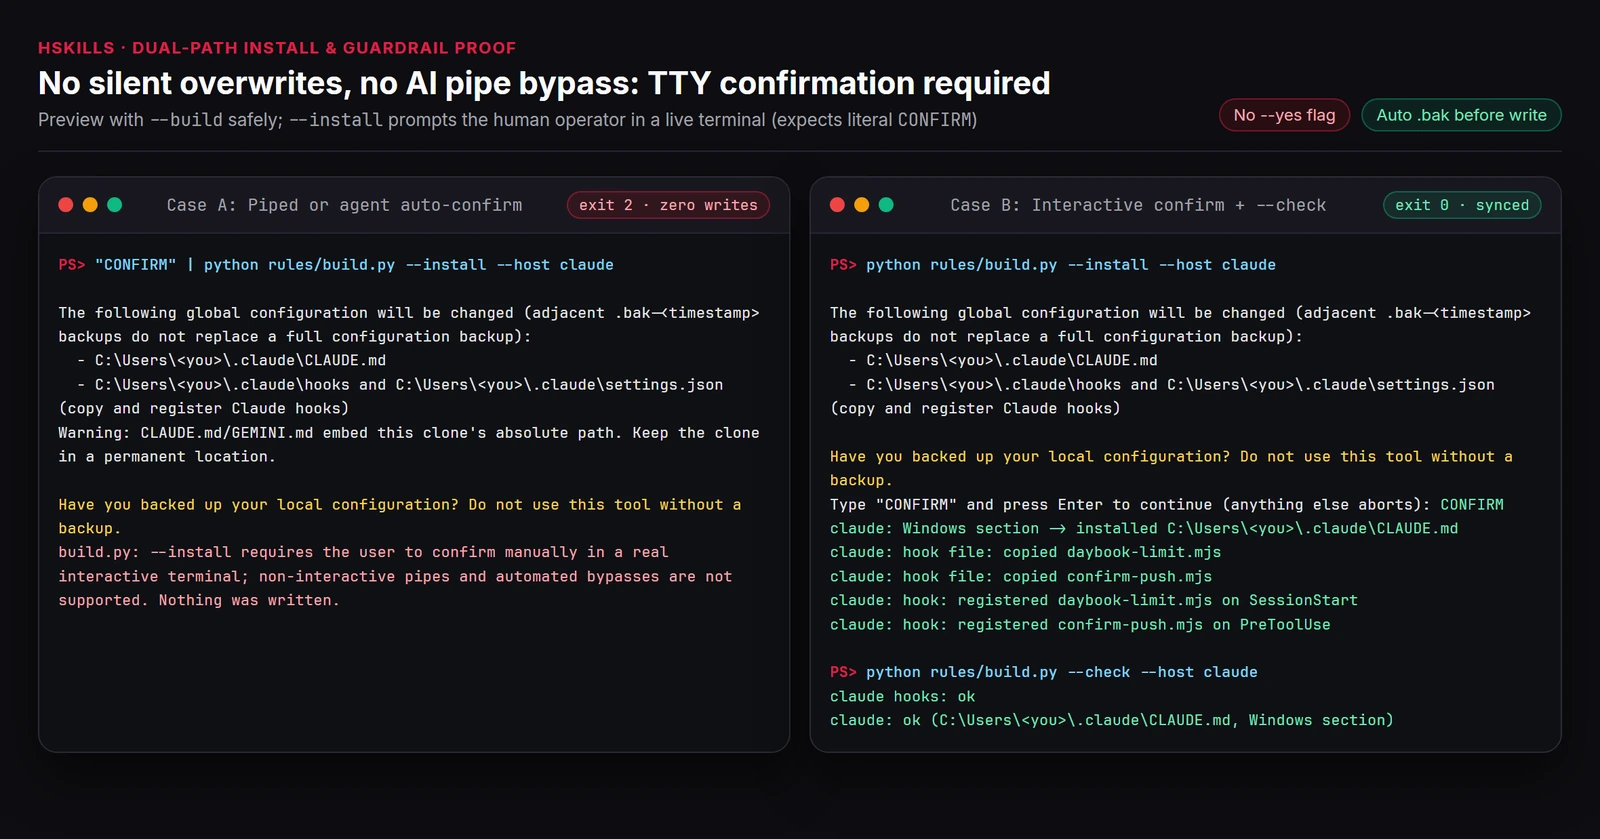 HSKILLS · DUAL-PATH INSTALL & GUARDRAIL PROOF
No silent overwrites, no AI pipe bypass: TTY confirmation required
Preview with --build safely; --install prompts the human operator in a live terminal (expects literal CONFIRM)
No --yes flag
Auto .bak before write
Case A: Piped or agent auto-confirm
exit 2 · zero writes
PS> "CONFIRM" | python rules/build.py --install --host claude
The following global configuration will be changed (adjacent .bak-<timestamp>
backups do not replace a full configuration backup):
- C:\Users\<you>\.claude\CLAUDE.md
- C:\Users\<you>\.claude\hooks and C:\Users\<you>\.claude\settings.json
(copy and register Claude hooks)
Warning: CLAUDE.md/GEMINI.md embed this clone's absolute path. Keep the clone
in a permanent location.
Have you backed up your local configuration? Do not use this tool without a
backup.
build.py: --install requires the user to confirm manually in a real
interactive terminal; non-interactive pipes and automated bypasses are not
supported. Nothing was written.
Case B: Interactive confirm + --check
exit 0 · synced
PS> python rules/build.py --install --host claude
The following global configuration will be changed (adjacent .bak-<timestamp>
backups do not replace a full configuration backup):
- C:\Users\<you>\.claude\CLAUDE.md
- C:\Users\<you>\.claude\hooks and C:\Users\<you>\.claude\settings.json
(copy and register Claude hooks)
Have you backed up your local configuration? Do not use this tool without a
backup.
Type "CONFIRM" and press Enter to continue (anything else aborts): CONFIRM
claude: Windows section -> installed C:\Users\<you>\.claude\CLAUDE.md
claude: hook file: copied daybook-limit.mjs
claude: hook file: copied confirm-push.mjs
claude: hook: registered daybook-limit.mjs on SessionStart
claude: hook: registered confirm-push.mjs on PreToolUse
PS> python rules/build.py --check --host claude
claude hooks: ok
claude: ok (C:\Users\<you>\.claude\CLAUDE.md, Windows section)